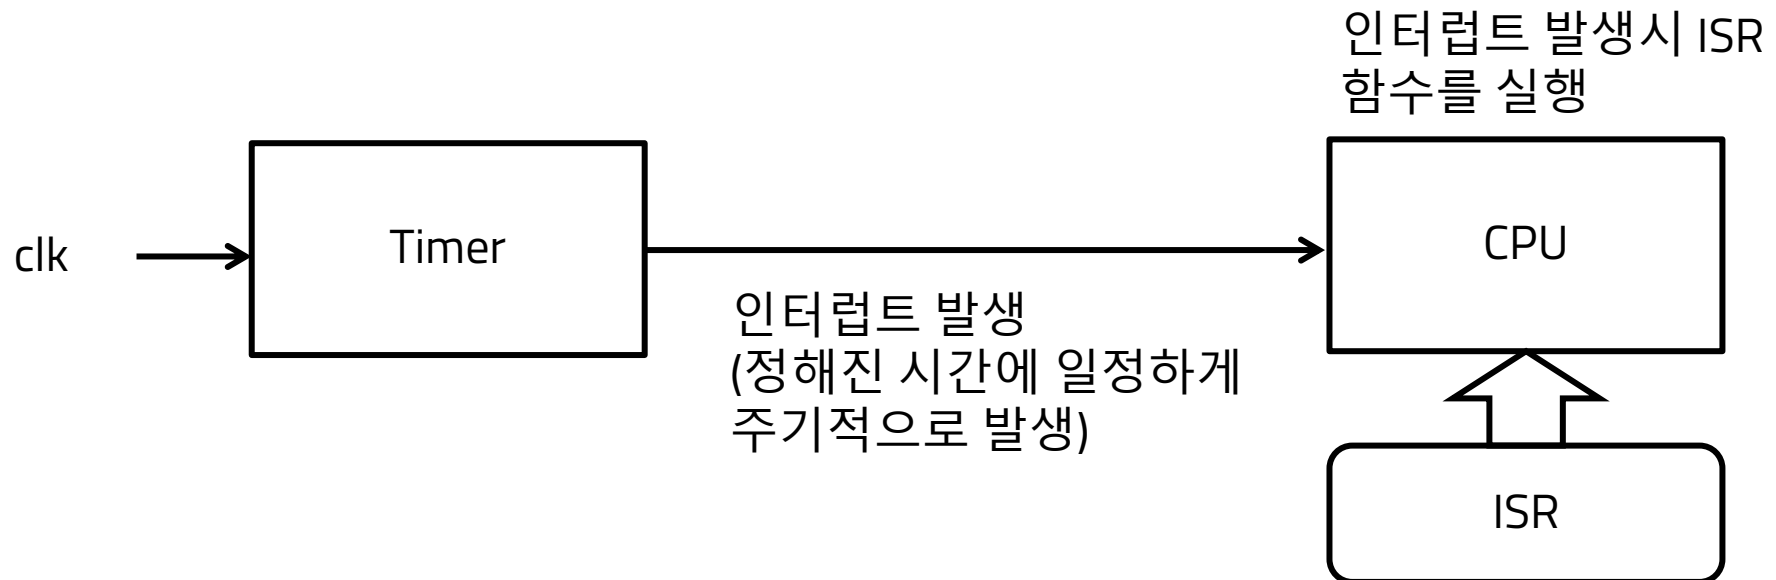 인터럽트 발생시 ISR
함수를 실행
clk
Timer
CPU
인터럽트 발생
(정해진 시간에 일정하게
주기적으로 발생)
ISR